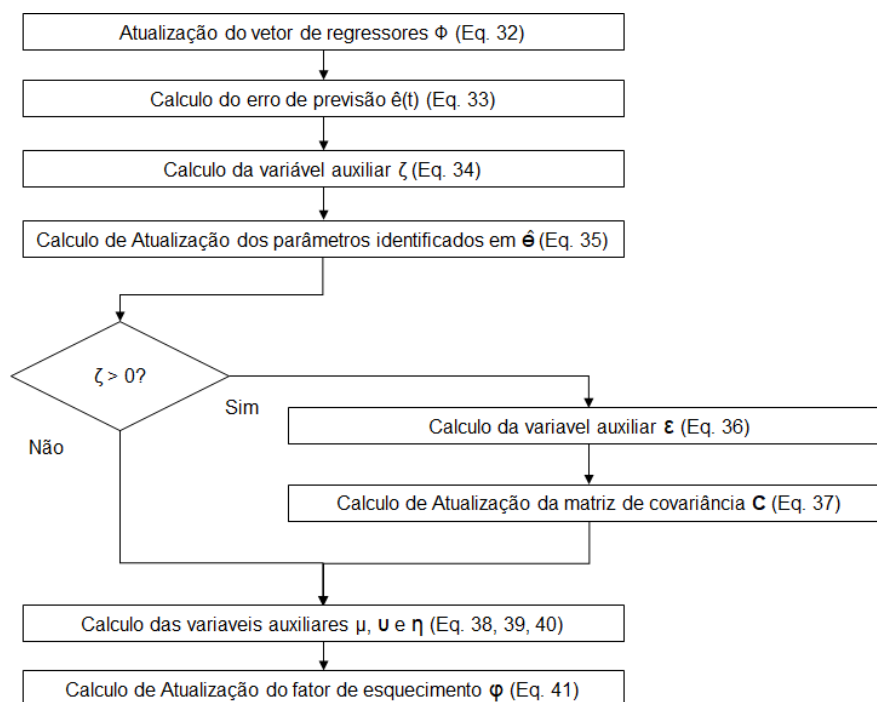 Atualização do vetor de regressores Φ (Eq. 32)
Calculo do erro de previsão ê(t) (Eq. 33)
Calculo da variável auxiliar ζ (Eq. 34)
Calculo de Atualização dos parâmetros identificados em ɵ̂ (Eq. 35)
ζ > 0?
Sim
Não
Calculo da variavel auxiliar ε (Eq. 36)
Calculo de Atualização da matriz de covariância C (Eq. 37)
Calculo das variaveis auxiliares μ, υ e η (Eq. 38, 39, 40)
Calculo de Atualização do fator de esquecimento φ (Eq. 41)